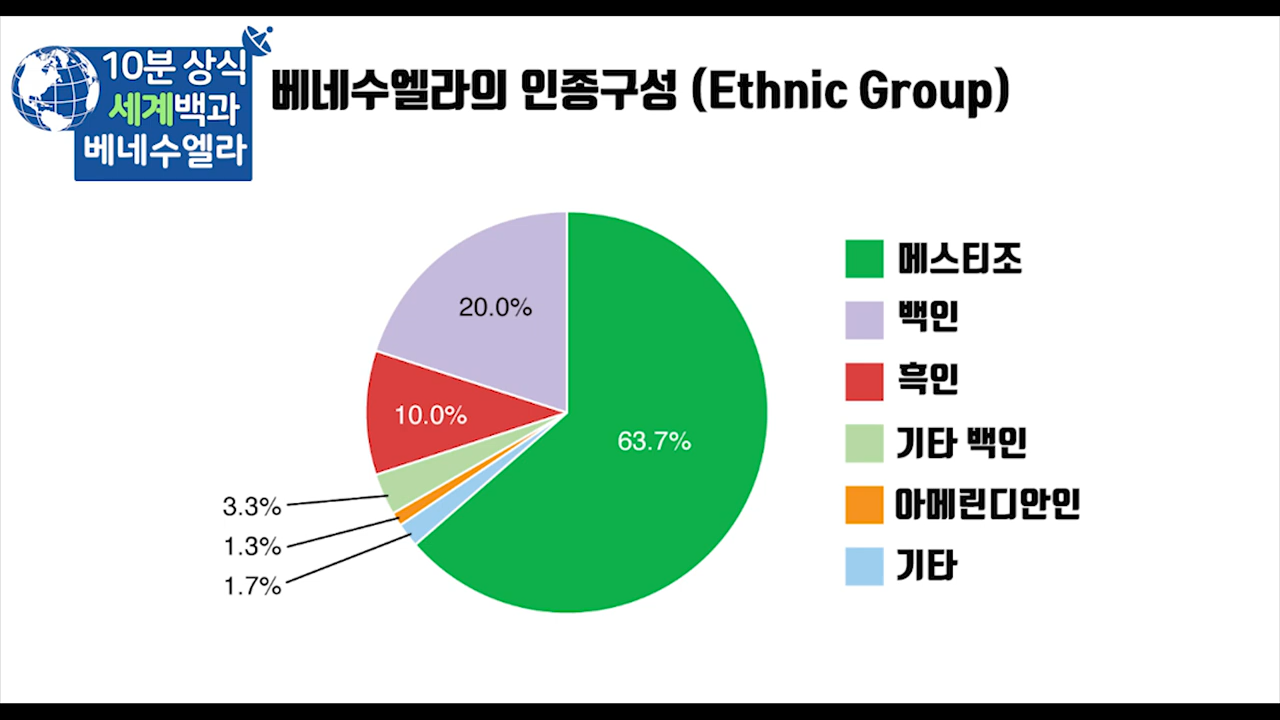 10분 상식
세계백과
베네수엘라
베네수엘라의 인종구성 (Ethnic Group)
20.0%
10.0%
63.7%
3.3%
1.3%
1.7%
메스티조
백인
흑인
기타 백인
아메린디안인
기타